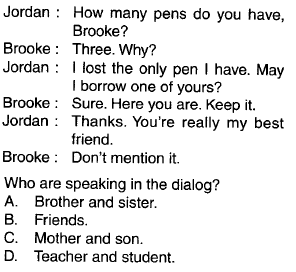 Jordan : How many pens do you have,
Brooke?
Brooke : Three. Why?
Jordan : I lost the only pen I have. May
I borrow one of yours?
Brooke : Sure. Here you are. Keep it.
Jordan : Thanks. You're really my best
friend.
Brooke : Don't mention it.
Who are speaking in the dialog?
A. Brother and sister.
B. Friends.
C. Mother and son.
D. Teacher and student.